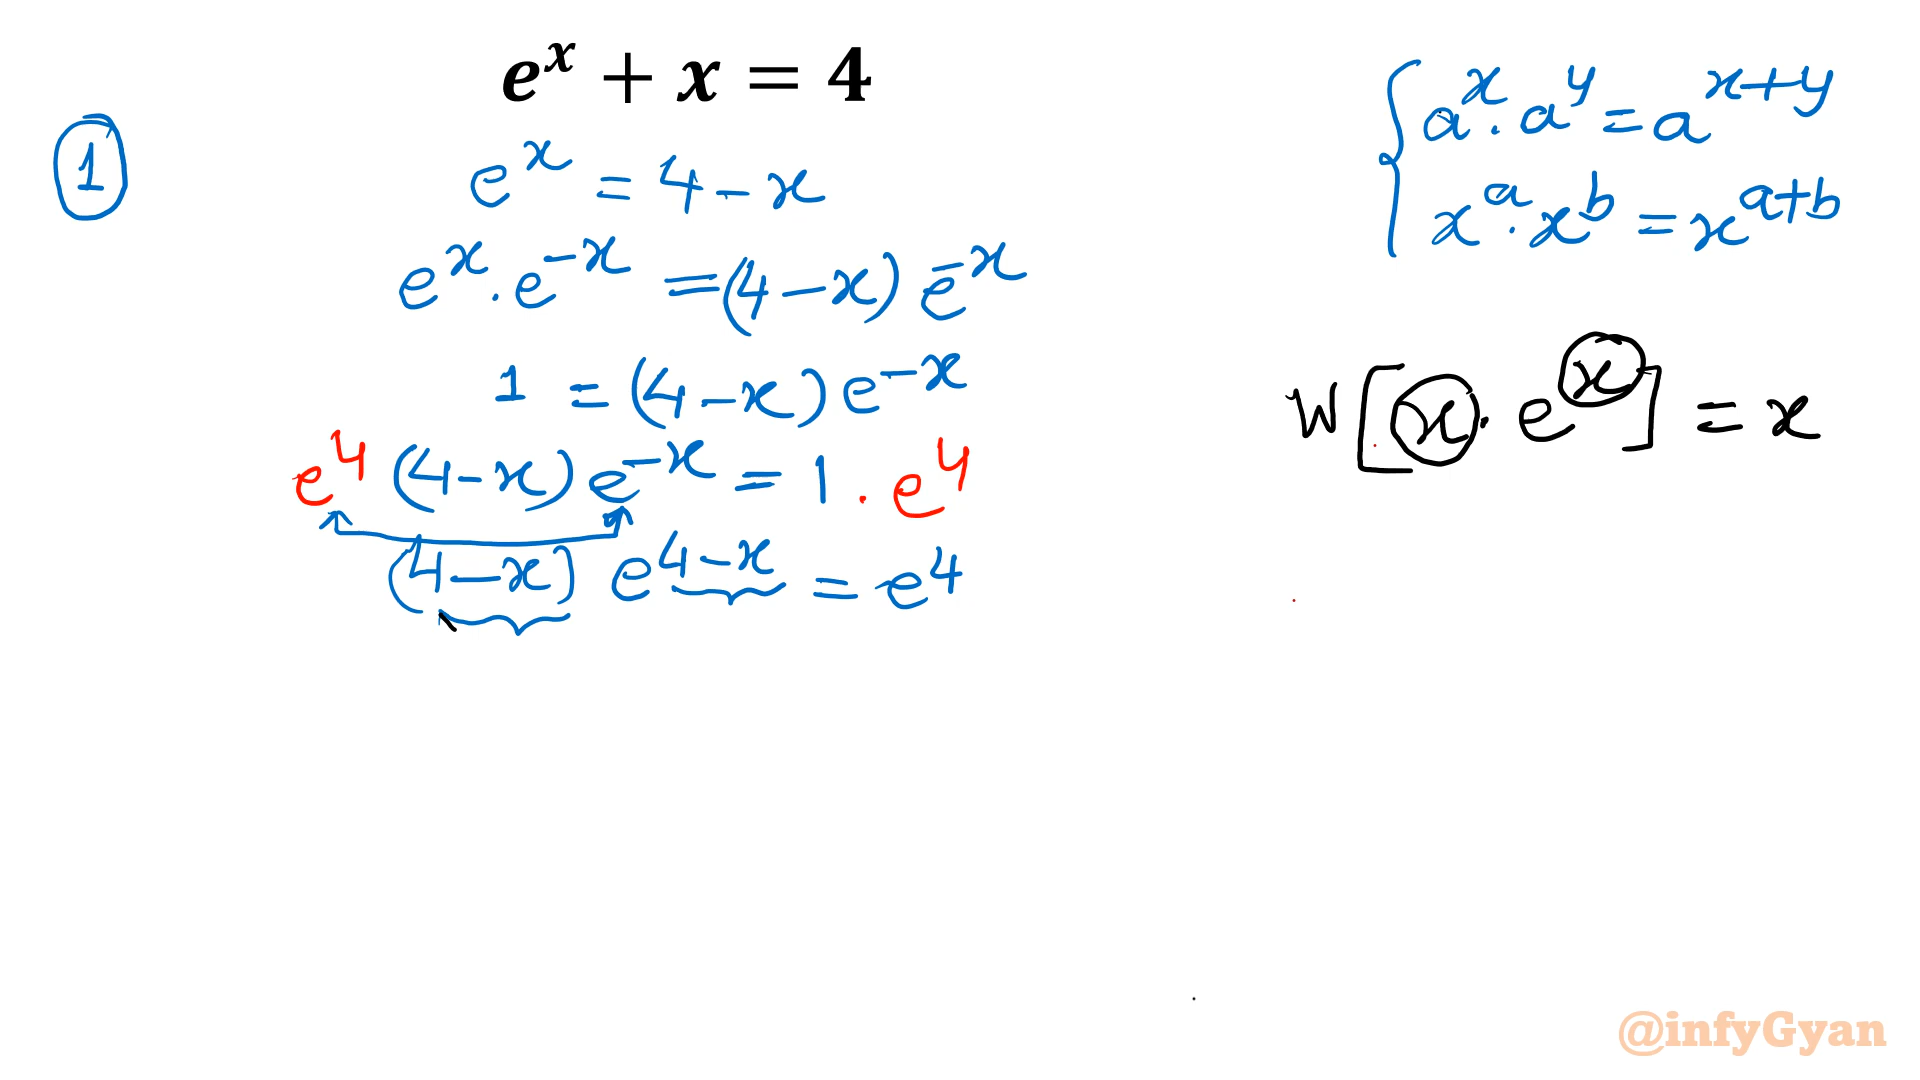 e^x + x = 4
1
e^x = 4 - x
e^x · e^-x = (4 - x) e^-x
1 = (4 - x) e^-x
e^4 (4 - x) e^-x = 1 · e^4
(4 - x) e^4-x = e^4
a^x · a^y = a^x+y
x^a · x^b = x^a+b
W[x · e^x] = x
@infyGyan